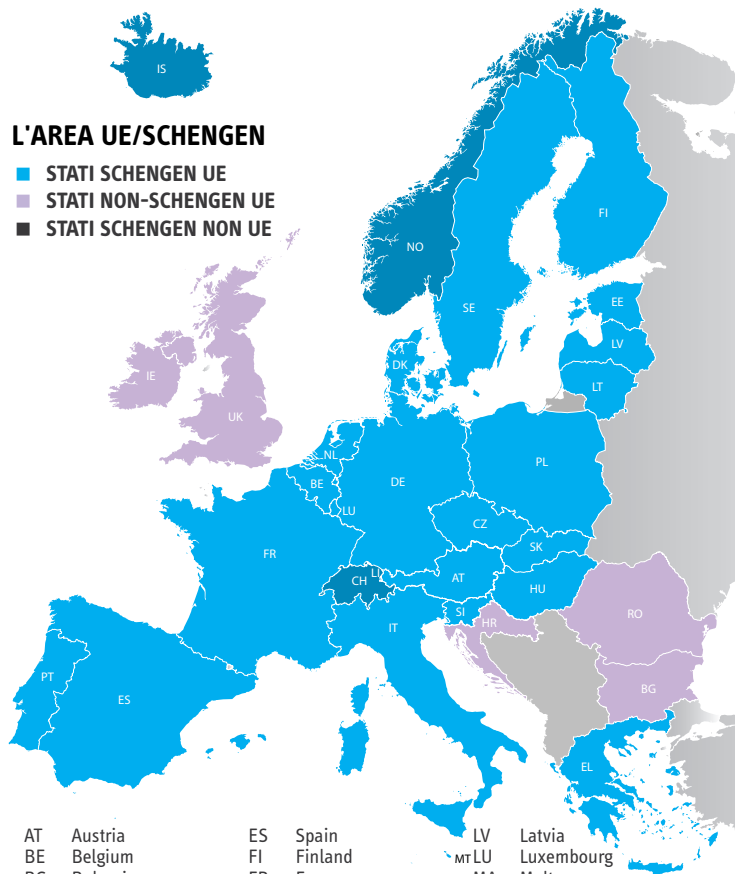 IS
L'AREA UE/SCHENGEN
STATI SCHENGEN UE
STATI NON-SCHENGEN UE
STATI SCHENGEN NON UE
NO
FI
SE
EE
LV
LT
DK
IE
UK
NL
BE
LU
DE
PL
CZ
SK
FR
CH
LI
AT
HU
SI
HR
RO
IT
BG
PT
ES
EL
AT Austria
BE Belgium
ES Spain
FI Finland
LV Latvia
MT
LU Luxembourg